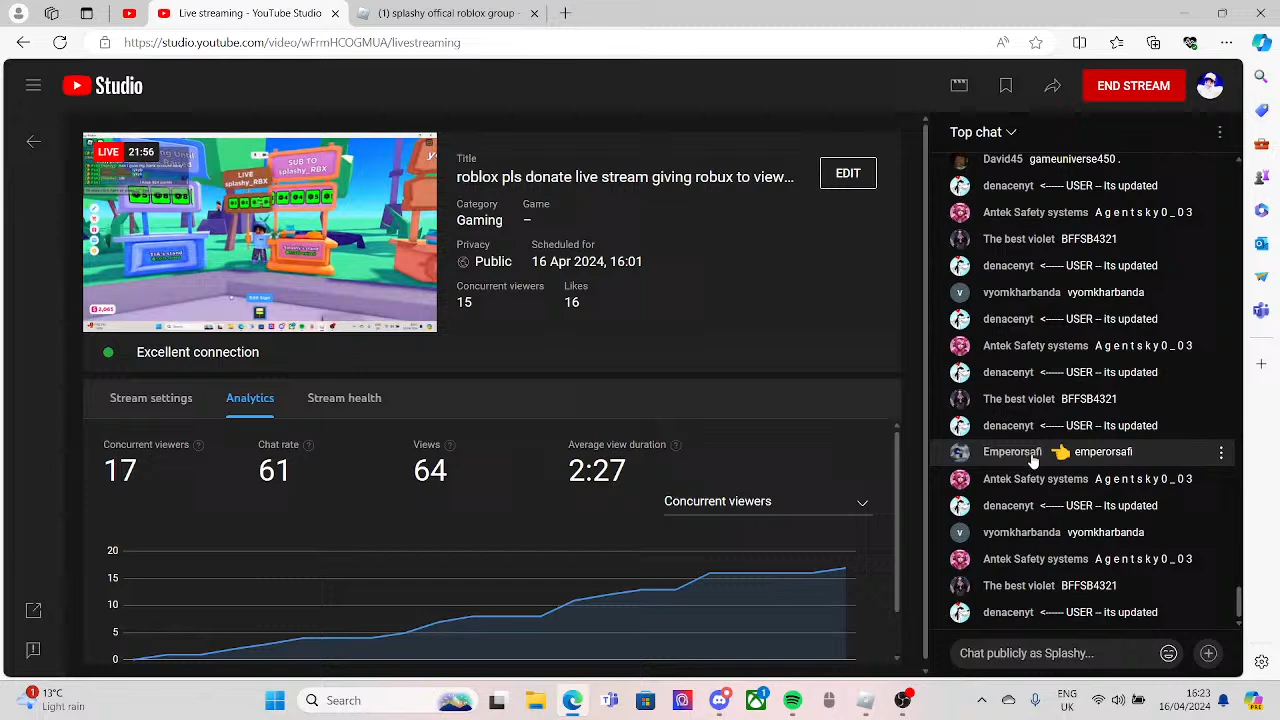 Live streaming - YouTube Studio
(1) splashy offical roblox group -
https://studio.youtube.com/video/wFrmHCOGMUA/livestreaming
Studio
END STREAM
LIVE 21:56
LIVE
splashy_RBX
SUB TO
splashy_RBX
Title
roblox pls donate live stream giving robux to view...
EDIT
Category
Game
Gaming
–
Privacy
Scheduled for
Public
16 Apr 2024, 16:01
Concurrent viewers
Likes
15
16
Excellent connection
Stream settings
Analytics
Stream health
Concurrent viewers
Chat rate
Views
Average view duration
17
61
64
2:27
Concurrent viewers
20
15
10
5
0
Top chat
David45 gameuniverse450 .
denacenyt <------ USER -- its updated
Antek Safety systems A g e n t s k y 0 _ 0 3
The best violet BFFSB4321
denacenyt <------ USER -- its updated
v vyomkharbanda vyomkharbanda
denacenyt <------ USER -- its updated
Antek Safety systems A g e n t s k y 0 _ 0 3
denacenyt <------ USER -- its updated
The best violet BFFSB4321
denacenyt <------ USER -- its updated
Emperorsafi 👈 emperorsafi
Antek Safety systems A g e n t s k y 0 _ 0 3
denacenyt <------ USER -- its updated
v vyomkharbanda vyomkharbanda
Antek Safety systems A g e n t s k y 0 _ 0 3
The best violet BFFSB4321
denacenyt <------ USER -- its updated
Chat publicly as Splashy...
1
13°C
Light rain
Search
1
ENG
UK
16:23
16/04/2024